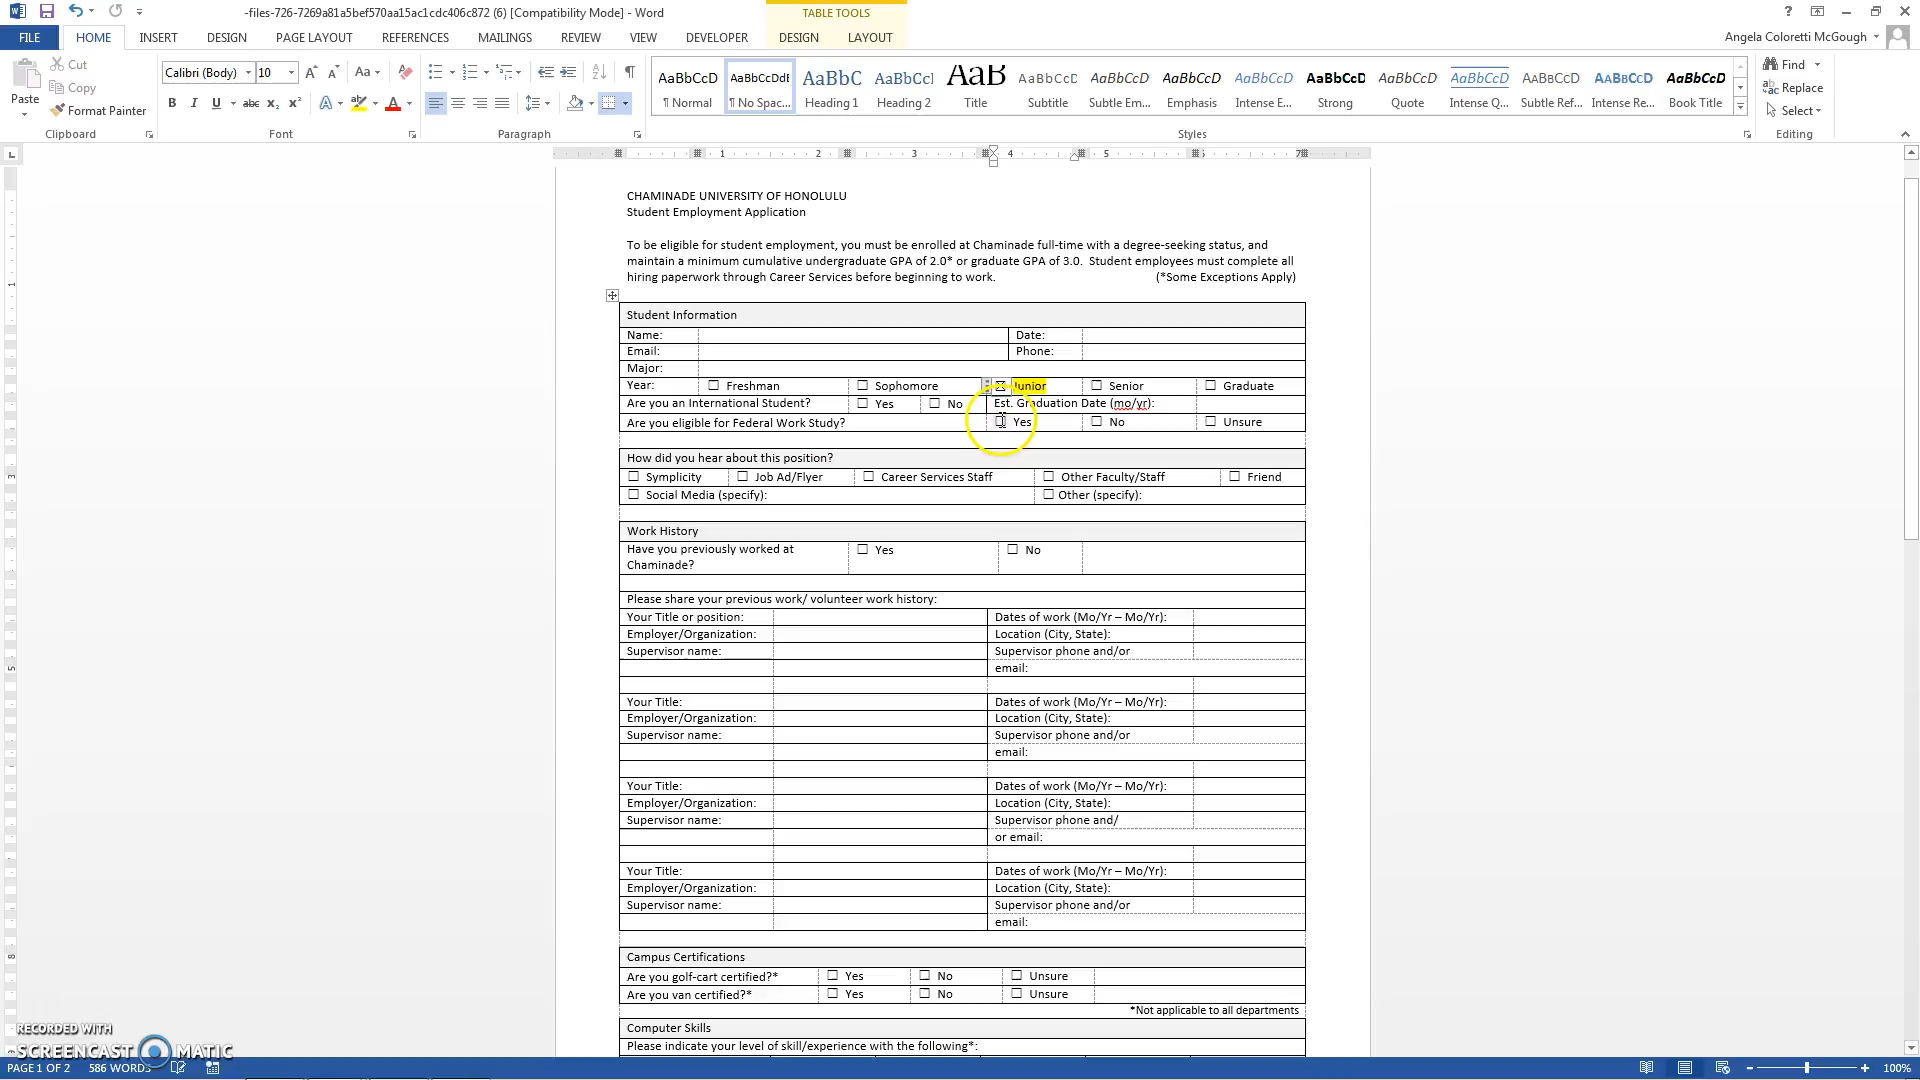 -files-726-7269a81a5bef570aa15ac1cdc406c872 (6) [Compatibility Mode] - Word
TABLE TOOLS
?
FILE HOME INSERT DESIGN PAGE LAYOUT REFERENCES MAILINGS REVIEW VIEW DEVELOPER DESIGN LAYOUT
Angela Coloretti McGough
Paste
Cut
Copy
Format Painter
Clipboard
Calibri (Body) 10
Font
Paragraph
AaBbCcD AaBbCcDdE AaBbC AaBbCcI AaB AaBbCcD AaBbCcD AaBbCcD AaBbCcD AaBbCcD AaBbCcD AaBbCcD AABBCCD AABBCCD AaBbCcD
¶ Normal ¶ No Spac... Heading 1 Heading 2 Title Subtitle Subtle Em... Emphasis Intense E... Strong Quote Intense Q... Subtle Ref... Intense Re... Book Title
Styles
Find
Replace
Select
Editing
1 2 3 4 5 6 7
CHAMINADE UNIVERSITY OF HONOLULU
Student Employment Application
To be eligible for student employment, you must be enrolled at Chaminade full-time with a degree-seeking status, and
maintain a minimum cumulative undergraduate GPA of 2.0* or graduate GPA of 3.0. Student employees must complete all
hiring paperwork through Career Services before beginning to work. (*Some Exceptions Apply)
Student Information
Name: Date:
Email: Phone:
Major:
Year: ☐ Freshman ☐ Sophomore ☒ Junior ☐ Senior ☐ Graduate
Are you an International Student? ☐ Yes ☐ No Est. Graduation Date (mo/yr):
Are you eligible for Federal Work Study? ☐ Yes ☐ No ☐ Unsure
How did you hear about this position?
☐ Symplicity ☐ Job Ad/Flyer ☐ Career Services Staff ☐ Other Faculty/Staff ☐ Friend
☐ Social Media (specify): ☐ Other (specify):
Work History
Have you previously worked at ☐ Yes ☐ No
Chaminade?
Please share your previous work/ volunteer work history:
Your Title or position: Dates of work (Mo/Yr – Mo/Yr):
Employer/Organization: Location (City, State):
Supervisor name: Supervisor phone and/or
email:
Your Title: Dates of work (Mo/Yr – Mo/Yr):
Employer/Organization: Location (City, State):
Supervisor name: Supervisor phone and/or
email:
Your Title: Dates of work (Mo/Yr – Mo/Yr):
Employer/Organization: Location (City, State):
Supervisor name: Supervisor phone and/
or email:
Your Title: Dates of work (Mo/Yr – Mo/Yr):
Employer/Organization: Location (City, State):
Supervisor name: Supervisor phone and/or
email:
Campus Certifications
Are you golf-cart certified?* ☐ Yes ☐ No ☐ Unsure
Are you van certified?* ☐ Yes ☐ No ☐ Unsure
*Not applicable to all departments
Computer Skills
Please indicate your level of skill/experience with the following*:
RECORDED WITH
SCREENCAST MATIC
PAGE 1 OF 2 586 WORDS 100%